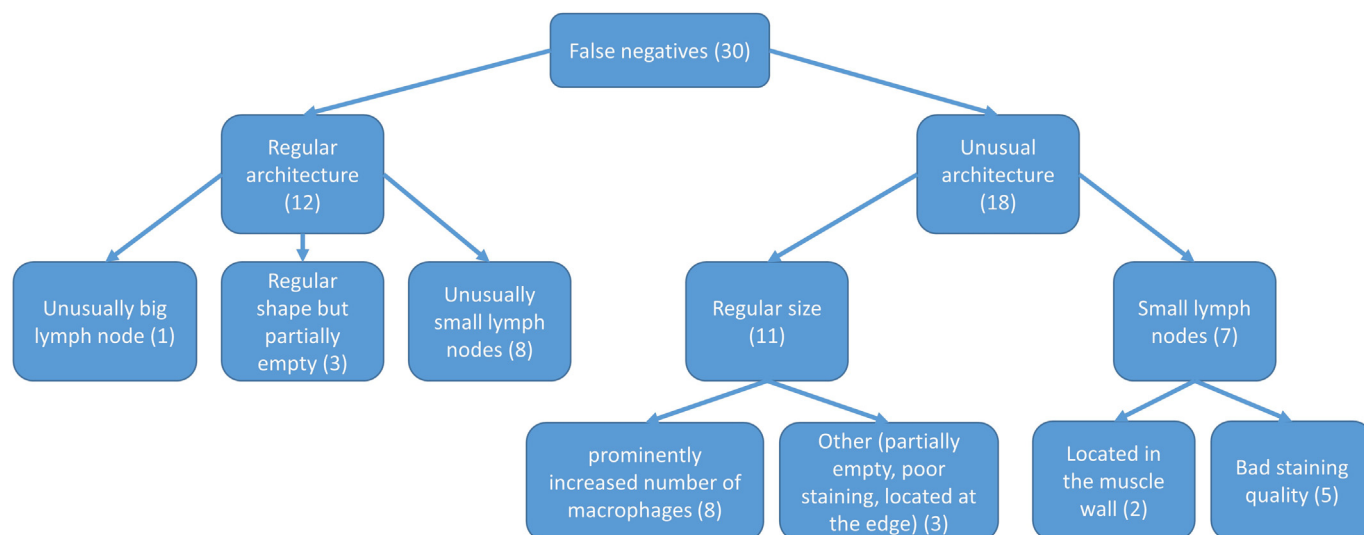 False negatives (30)
Regular
architecture
(12)
Unusual
architecture
(18)
Unusually big
lymph node (1)
Regular
shape but
partially
empty (3)
Unusually
small lymph
nodes (8)
Regular size
(11)
Small lymph
nodes (7)
prominently
increased number of
macrophages (8)
Other (partially
empty, poor
staining, located at
the edge) (3)
Located in
the muscle
wall (2)
Bad staining
quality (5)